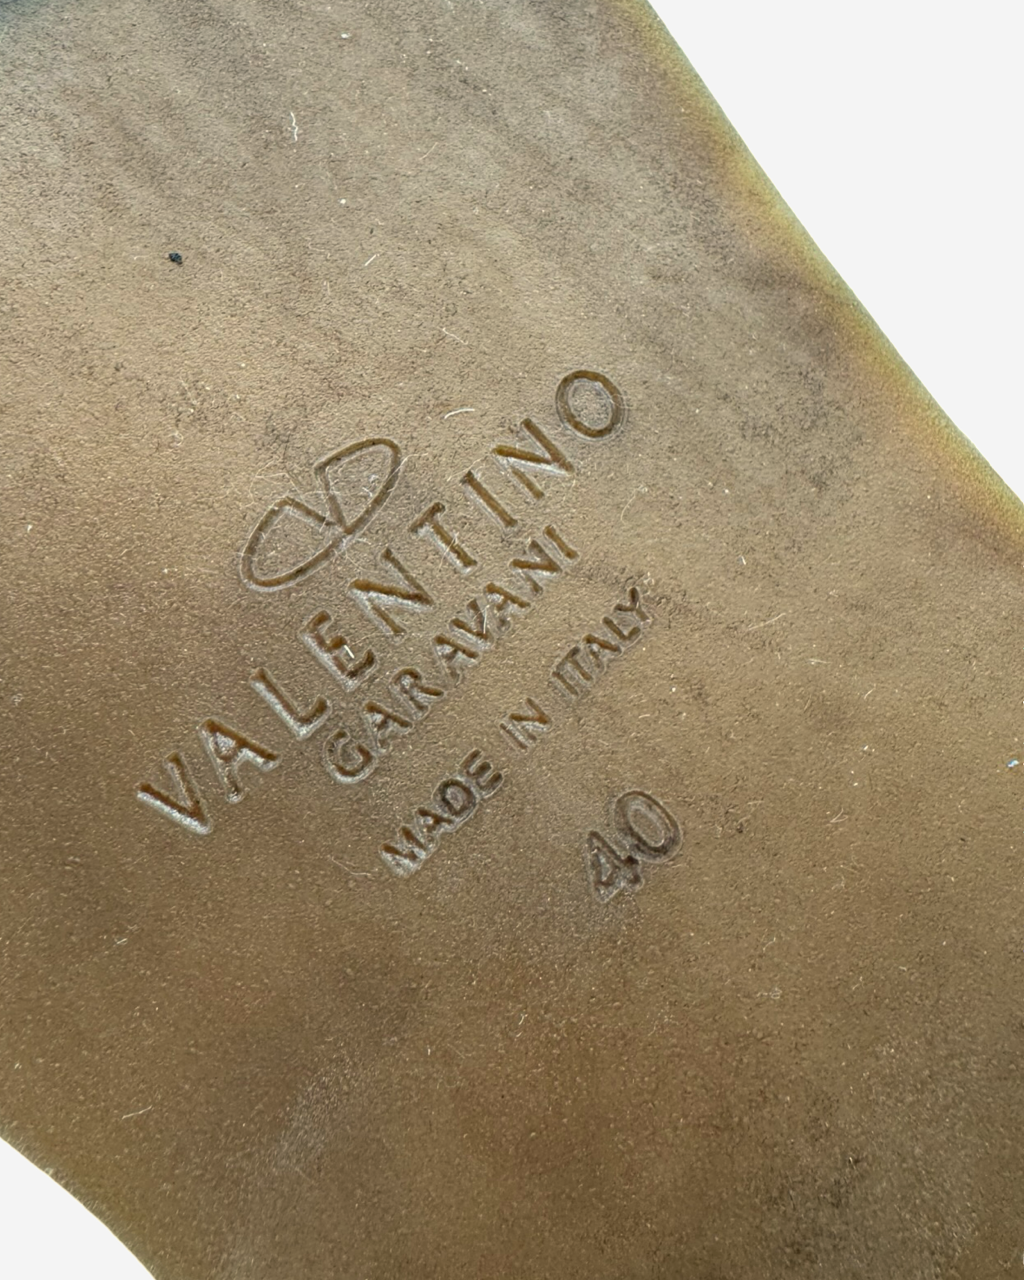 VALENTINO
GARAVANI
MADE IN ITALY
40